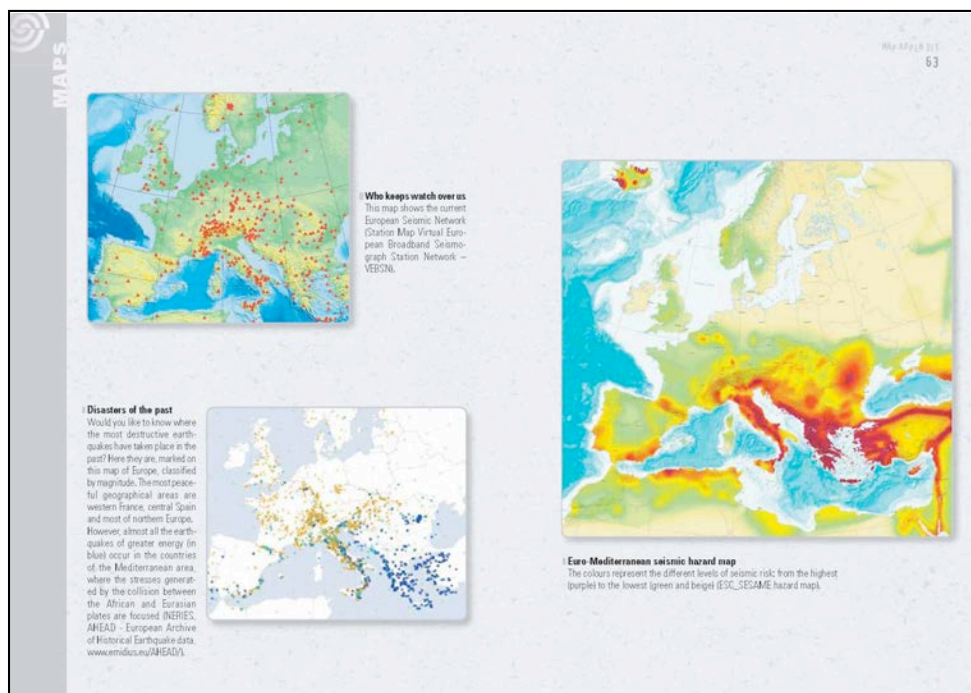 MAPS
63
Who keeps watch over us
This map shows the current
European Seismic Network
(Station Map Virtual Euro-
pean Broadband Seismo-
graph Station Network –
VEBSN).
Disasters of the past
Would you like to know where
the most destructive earth-
quakes have taken place in the
past? Here they are, marked on
this map of Europe, classified
by magnitude. The most peace-
ful geographical areas are
western France, central Spain
and most of northern Europe.
However, almost all the earth-
quakes of greater energy (in
blue) occur in the countries
of the Mediterranean area,
where the stresses generat-
ed by the collision between
the African and Eurasian
plates are focused (NERIES,
AHEAD - European Archive
of Historical Earthquake data,
www.emidius.eu/AHEAD/).
Euro-Mediterranean seismic hazard map
The colours represent the different levels of seismic risk: from the highest
(purple) to the lowest (green and beige) (ESC_SESAME hazard map).